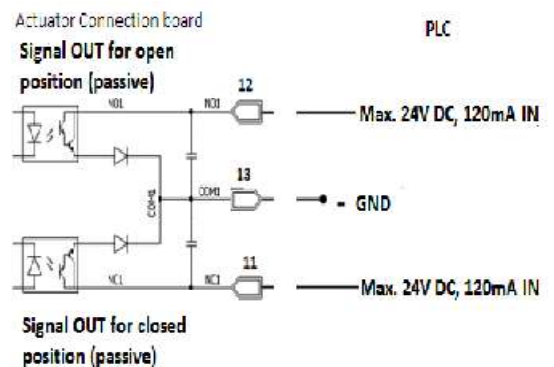 Actuator Connection board
PLC
Signal OUT for open
position (passive)
12
NO1
NO1
Max. 24V DC, 120mA IN
13
COM1
COM1
- GND
11
NC1
NC1
Max. 24V DC, 120mA IN
Signal OUT for closed
position (passive)